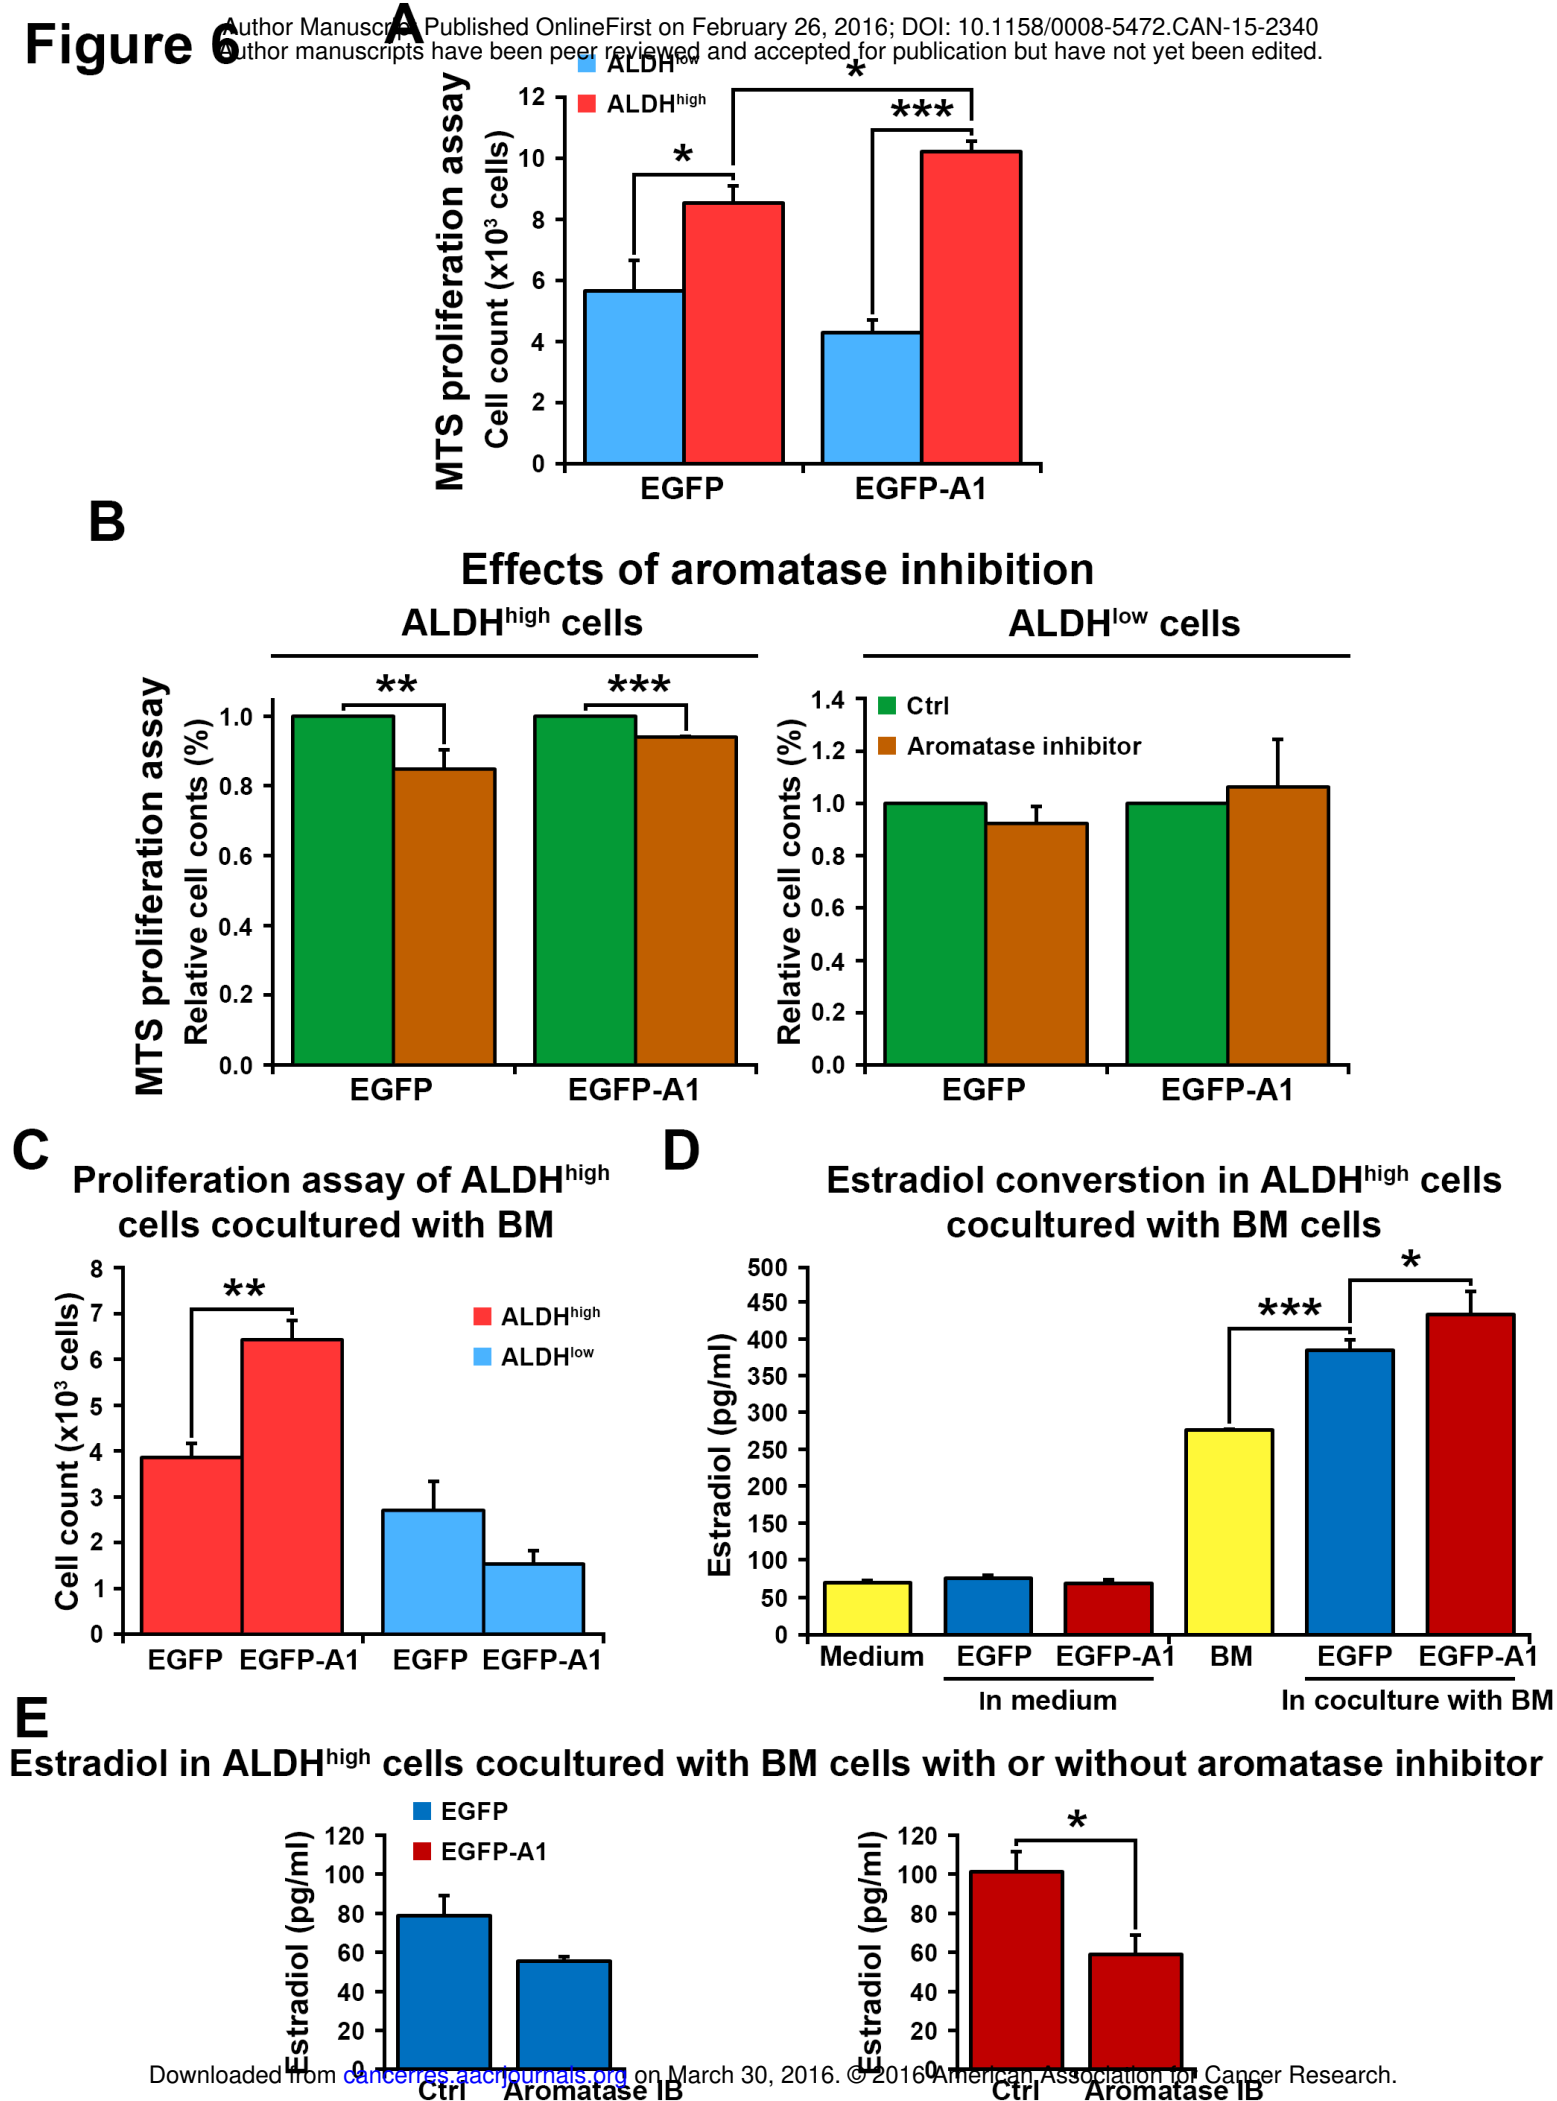 Figure 6
Author Manuscript Published OnlineFirst on February 26, 2016; DOI: 10.1158/0008-5472.CAN-15-2340
Author manuscripts have been peer reviewed and accepted for publication but have not yet been edited.
A
ALDHlow
ALDHhigh
MTS proliferation assay
Cell count (x10³ cells)
12
10
8
6
4
2
0
*
***
*
EGFP
EGFP-A1
B
Effects of aromatase inhibition
ALDHhigh cells
ALDHlow cells
MTS proliferation assay
Relative cell conts (%)
1.0
0.8
0.6
0.4
0.2
0.0
**
***
EGFP
EGFP-A1
Relative cell conts (%)
1.4
1.2
1.0
0.8
0.6
0.4
0.2
0.0
Ctrl
Aromatase inhibitor
EGFP
EGFP-A1
C
Proliferation assay of ALDHhigh
cells cocultured with BM
Cell count (x10³ cells)
8
7
6
5
4
3
2
1
0
**
ALDHhigh
ALDHlow
EGFP EGFP-A1 EGFP EGFP-A1
D
Estradiol converstion in ALDHhigh cells
cocultured with BM cells
Estradiol (pg/ml)
500
450
400
350
300
250
200
150
100
50
0
***
*
Medium EGFP EGFP-A1 BM EGFP EGFP-A1
In medium In coculture with BM
E
Estradiol in ALDHhigh cells cocultured with BM cells with or without aromatase inhibitor
EGFP
EGFP-A1
Estradiol (pg/ml)
120
100
80
60
40
20
0
Ctrl Aromatase IB
Estradiol (pg/ml)
120
100
80
60
40
20
0
*
Ctrl Aromatase IB
Downloaded from cancerres.aacrjournals.org on March 30, 2016. © 2016 American Association for Cancer Research.